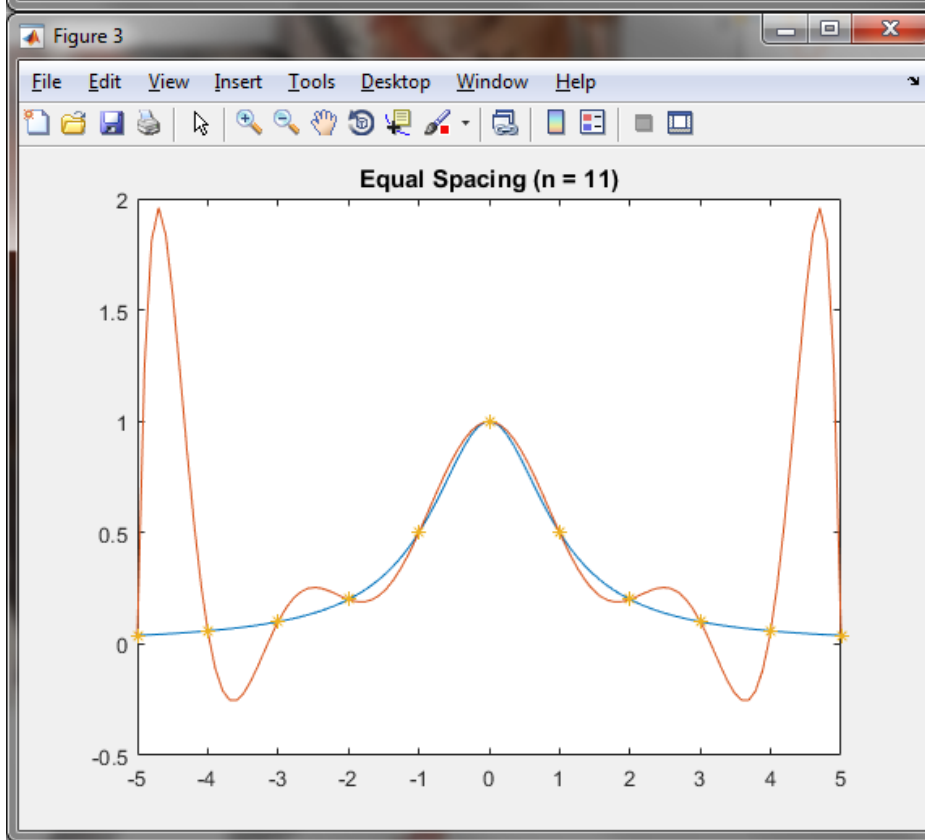 Figure 3
File Edit View Insert Tools Desktop Window Help
Equal Spacing (n = 11)
2
1.5
1
0.5
0
-0.5
-5 -4 -3 -2 -1 0 1 2 3 4 5